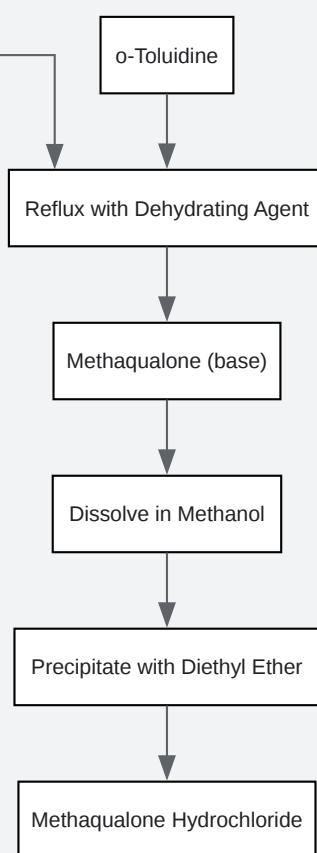 o-Toluidine
Reflux with Dehydrating Agent
Methaqualone (base)
Dissolve in Methanol
Precipitate with Diethyl Ether
Methaqualone Hydrochloride